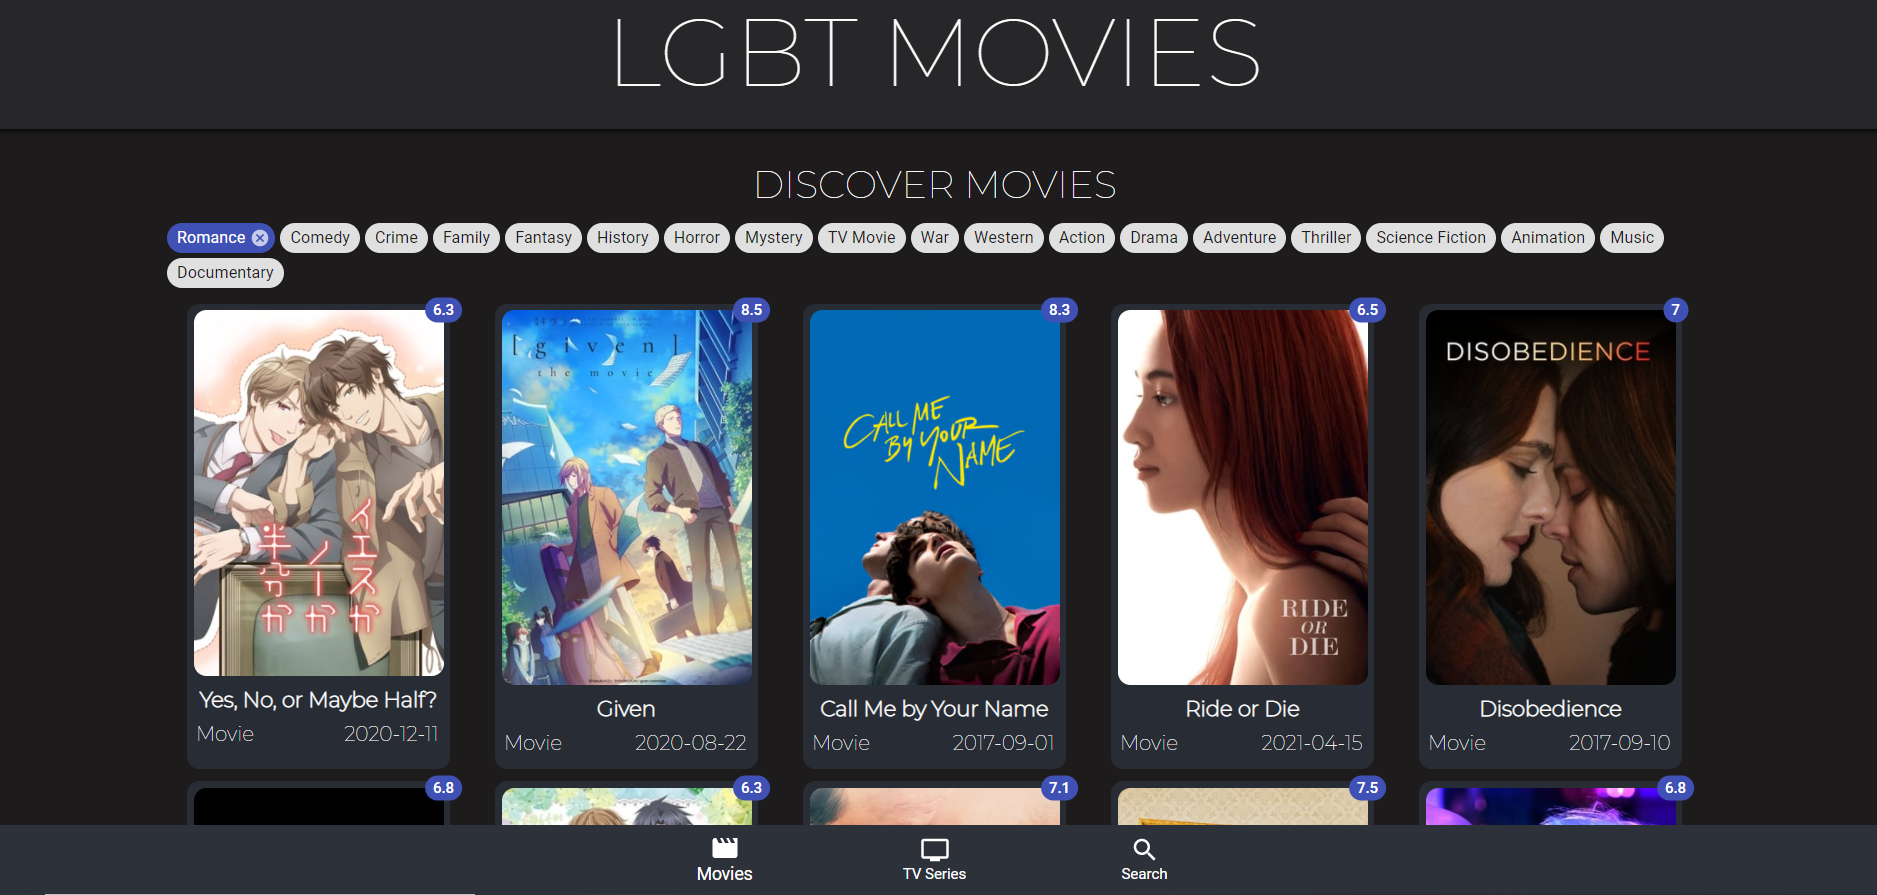 LGBT MOVIES
DISCOVER MOVIES
Romance Comedy Crime Family Fantasy History Horror Mystery TV Movie War Western Action Drama Adventure Thriller Science Fiction Animation Music
Documentary
6.3 8.5 8.3 6.5 7
イエスか
ノーか
半分か
[given]
the movie
CALL ME
BY YOUR
NAME
RIDE
OR
DIE
DISOBEDIENCE
Yes, No, or Maybe Half?
Movie 2020-12-11
Given
Movie 2020-08-22
Call Me by Your Name
Movie 2017-09-01
Ride or Die
Movie 2021-04-15
Disobedience
Movie 2017-09-10
6.8 6.3 7.1 7.5 6.8
Movies TV Series Search